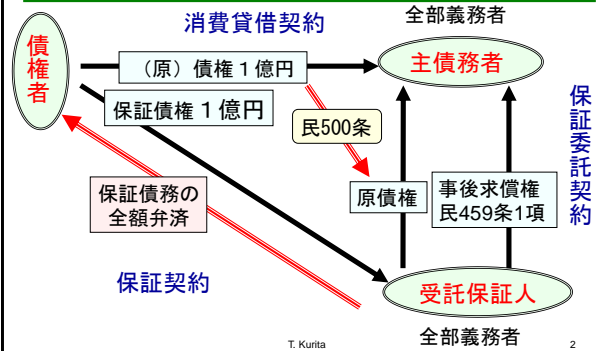 消費貸借契約
全部義務者
債権者
（原）債権１億円
主債務者
保証債権１億円
民500条
保証委託契約
保証債務の
全額弁済
原債権
事後求償権
民459条1項
保証契約
受託保証人
T. Kurita
全部義務者
2